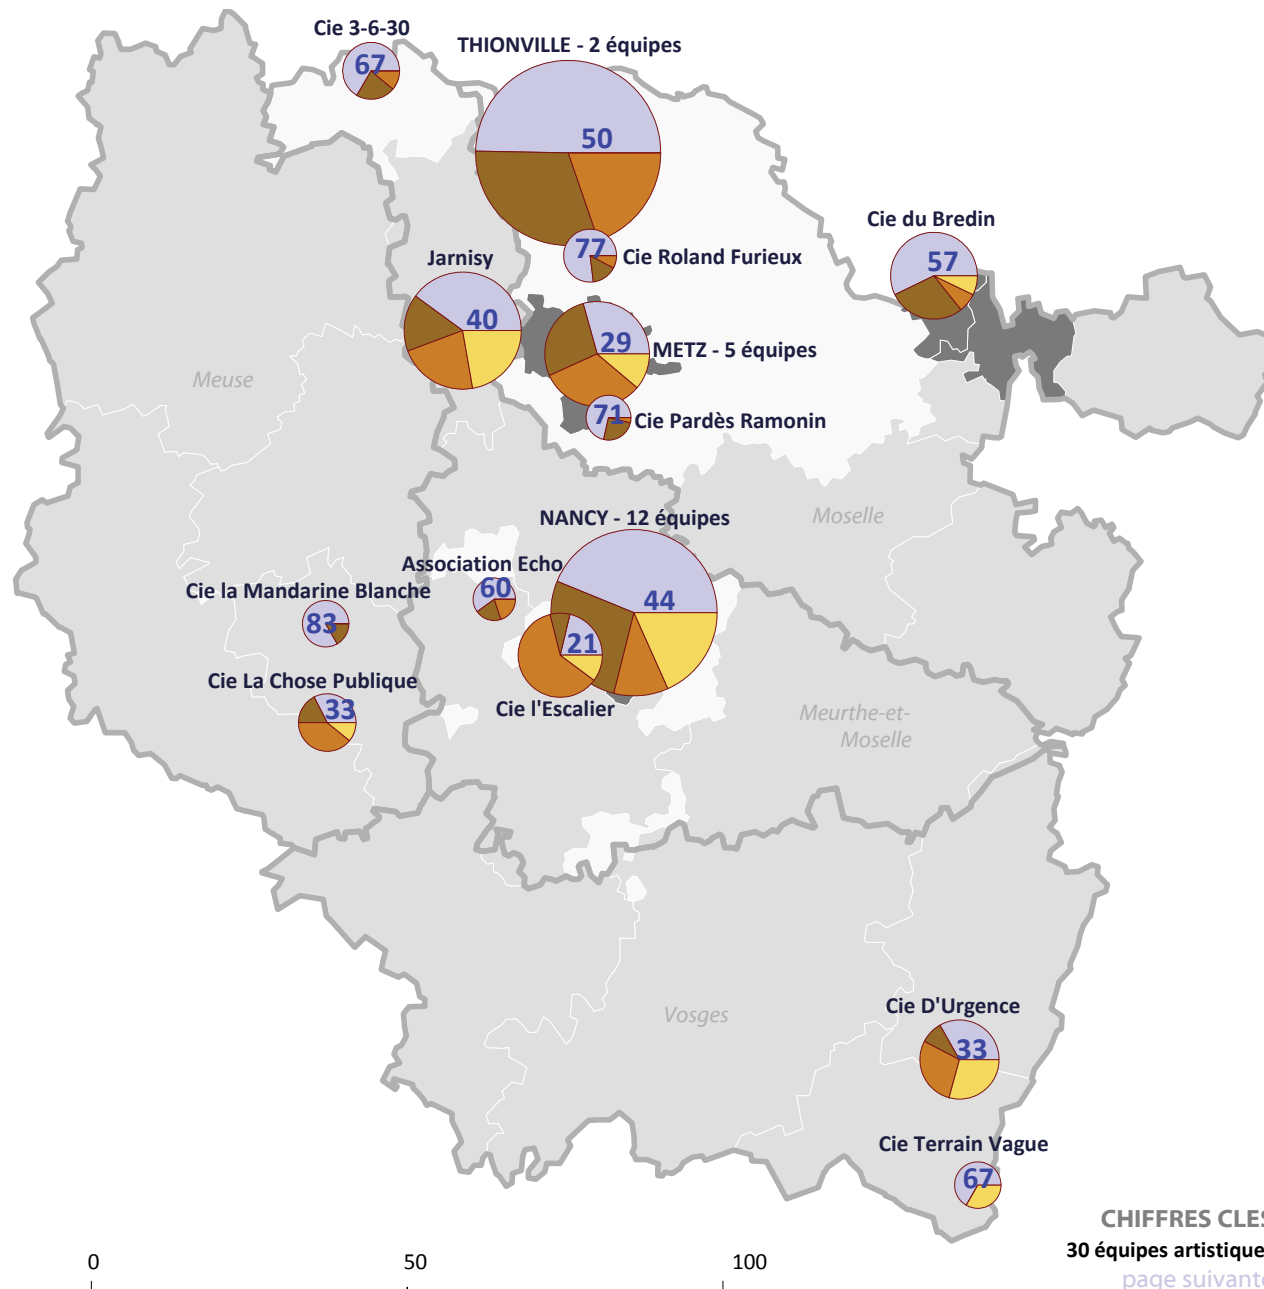 Cie 3-6-30
67
THIONVILLE - 2 équipes
50
Cie du Bredin
57
77
Cie Roland Furieux
Jarnisy
40
29
METZ - 5 équipes
Meuse
71
Cie Pardès Ramonin
NANCY - 12 équipes
Moselle
Association Echo
60
Cie la Mandarine Blanche
83
44
21
Cie La Chose Publique
33
Cie l'Escalier
Meurthe-et-
Moselle
Cie D'Urgence
Vosges
33
Cie Terrain Vague
67
CHIFFRES CLES
30 équipes artistique
0
50
100
page suivante